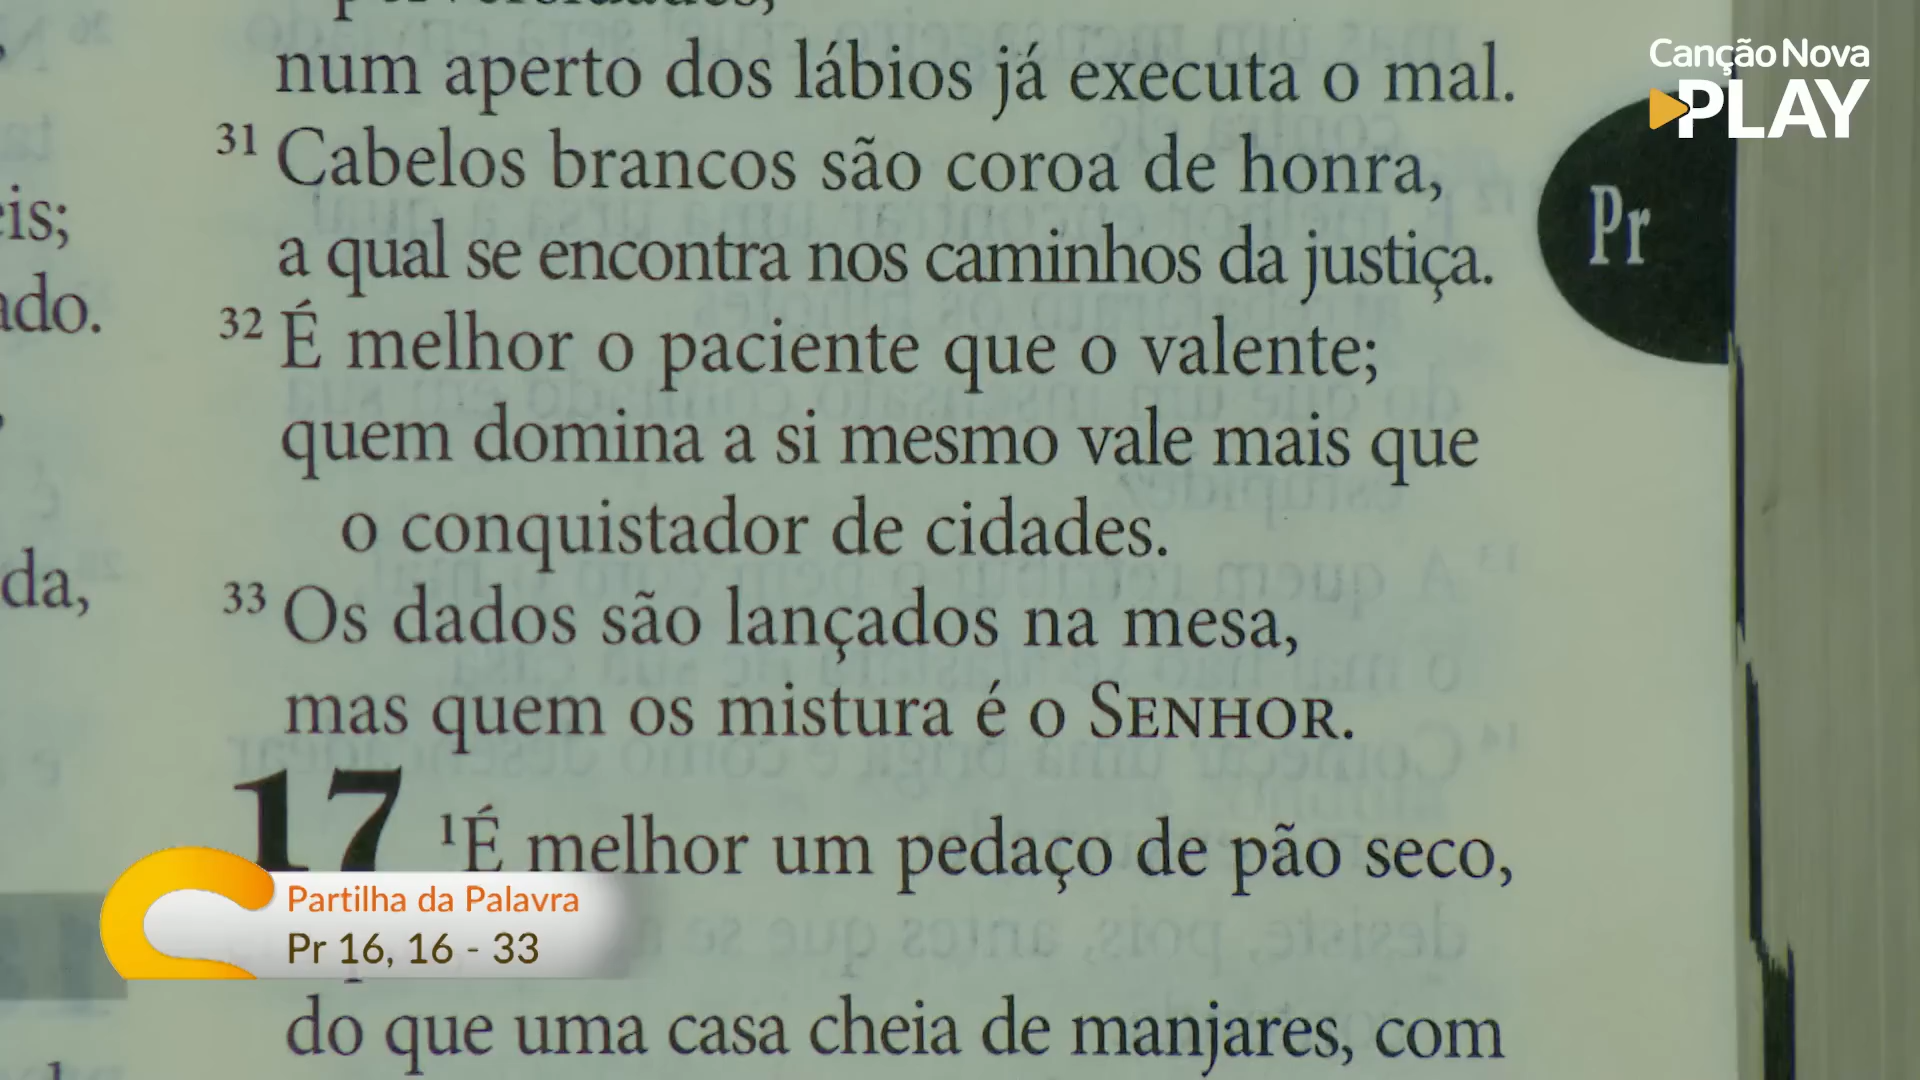 num aperto dos lábios já executa o mal.
31 Cabelos brancos são coroa de honra,
a qual se encontra nos caminhos da justiça.
32 É melhor o paciente que o valente;
quem domina a si mesmo vale mais que
o conquistador de cidades.
33 Os dados são lançados na mesa,
mas quem os mistura é o SENHOR.
17 1É melhor um pedaço de pão seco,
do que uma casa cheia de manjares, com
Pr
Canção Nova
PLAY
Partilha da Palavra
Pr 16, 16 - 33